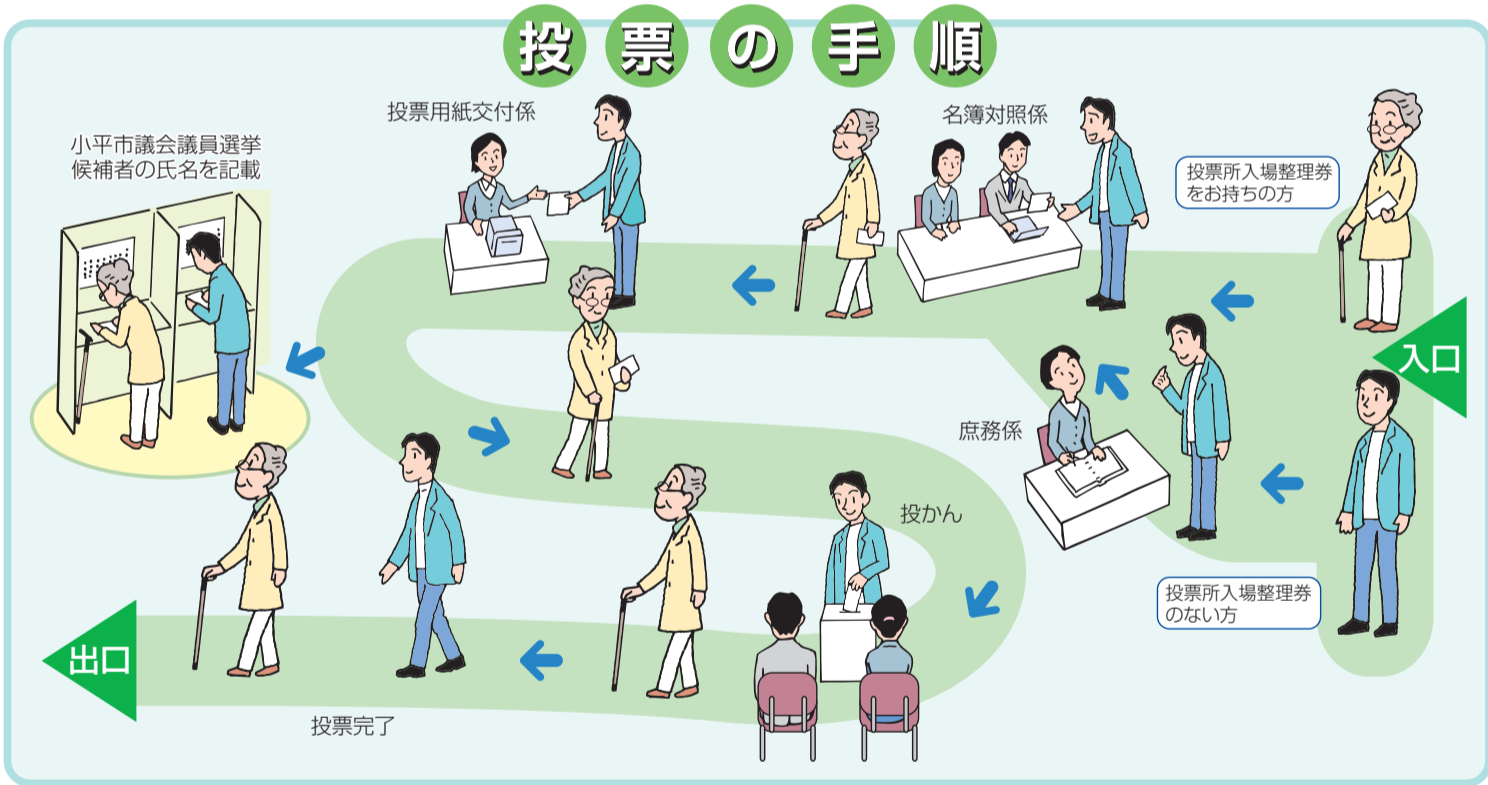 投票の手順
入口
投票所入場整理券
をお持ちの方
投票所入場整理券
のない方
庶務係
名簿対照係
投票用紙交付係
小平市議会議員選挙
候補者の氏名を記載
投かん
投票完了
出口